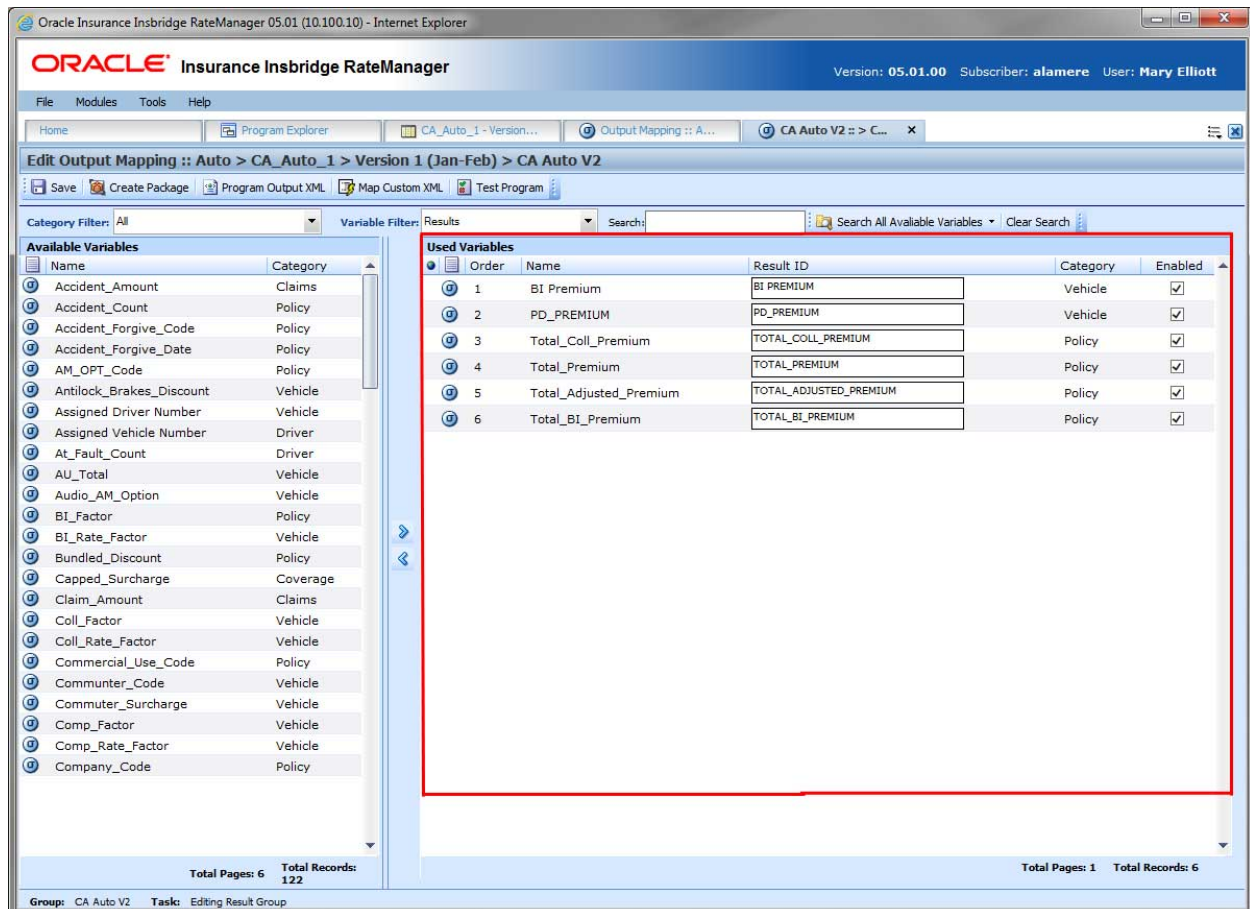 Oracle Insurance Insbridge RateManager 05.01 (10.100.10) - Internet Explorer
ORACLE Insurance Insbridge RateManager
Version: 05.01.00 Subscriber: alamere User: Mary Elliott
File Modules Tools Help
Home Program Explorer CA_Auto_1 - Version... Output Mapping :: A... CA Auto V2 :: > C... x
Edit Output Mapping :: Auto > CA_Auto_1 > Version 1 (Jan-Feb) > CA Auto V2
Save Create Package Program Output XML Map Custom XML Test Program
Category Filter: All Variable Filter: Results Search: Search All Avaliable Variables Clear Search
Available Variables
Name Category
Accident_Amount Claims
Accident_Count Policy
Accident_Forgive_Code Policy
Accident_Forgive_Date Policy
AM_OPT_Code Policy
Antilock_Brakes_Discount Vehicle
Assigned Driver Number Vehicle
Assigned Vehicle Number Driver
At_Fault_Count Driver
AU_Total Vehicle
Audio_AM_Option Vehicle
BI_Factor Policy
BI_Rate_Factor Vehicle
Bundled_Discount Policy
Capped_Surcharge Coverage
Claim_Amount Claims
Coll_Factor Vehicle
Coll_Rate_Factor Vehicle
Commercial_Use_Code Policy
Communter_Code Vehicle
Commuter_Surcharge Vehicle
Comp_Factor Vehicle
Comp_Rate_Factor Vehicle
Company_Code Policy
Total Pages: 6 Total Records: 122
Used Variables
Order Name Result ID Category Enabled
1 BI Premium BI PREMIUM Vehicle
2 PD_PREMIUM PD_PREMIUM Vehicle
3 Total_Coll_Premium TOTAL_COLL_PREMIUM Policy
4 Total_Premium TOTAL_PREMIUM Policy
5 Total_Adjusted_Premium TOTAL_ADJUSTED_PREMIUM Policy
6 Total_BI_Premium TOTAL_BI_PREMIUM Policy
Total Pages: 1 Total Records: 6
Group: CA Auto V2 Task: Editing Result Group